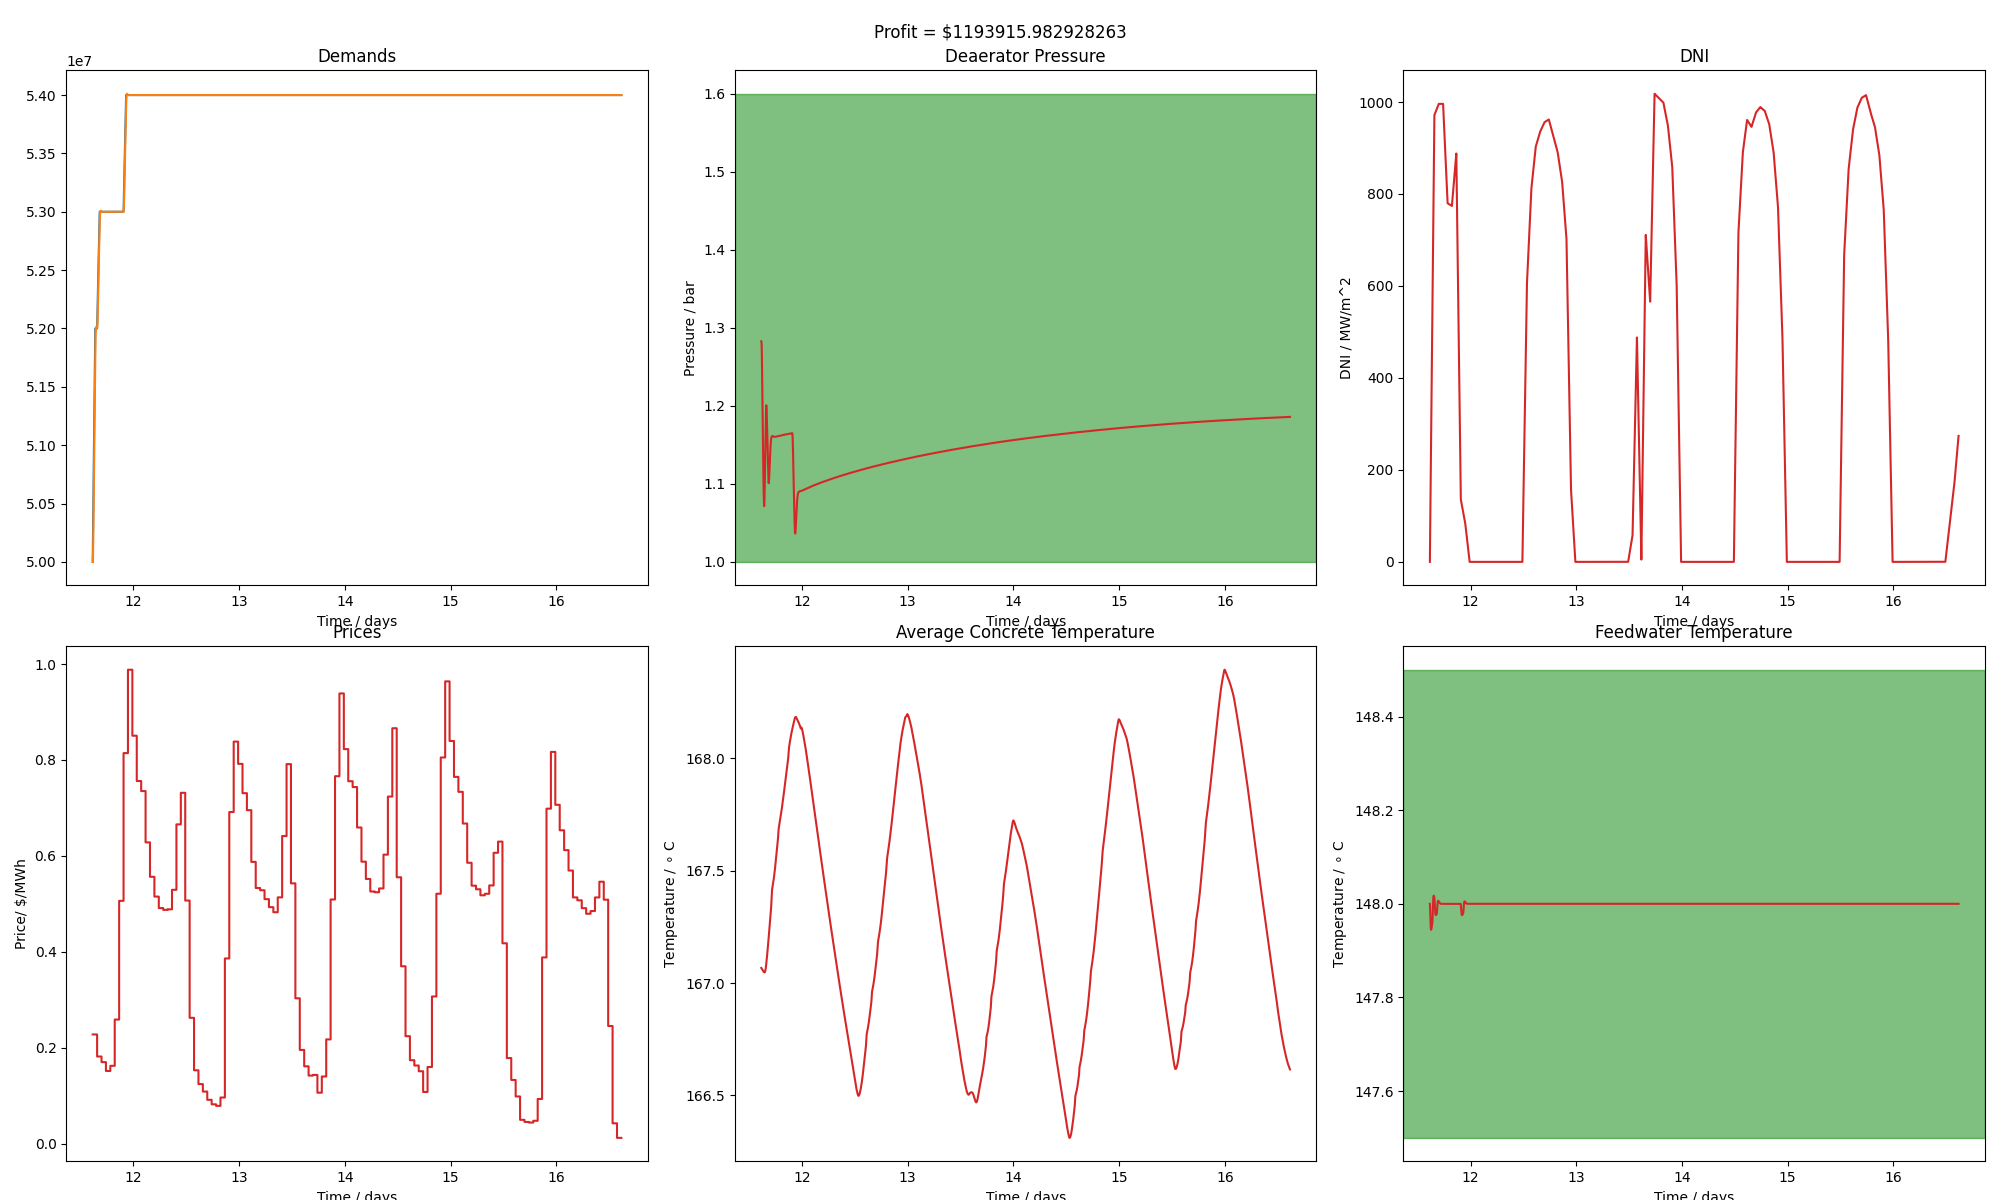 Profit = $1193915.982928263
Demands
1e7
5.40
5.35
5.30
5.25
5.20
5.15
5.10
5.05
5.00
12 13 14 15 16
Time / days
Deaerator Pressure
Pressure / bar
1.6
1.5
1.4
1.3
1.2
1.1
1.0
12 13 14 15 16
Time / days
DNI
DNI / MW/m^2
1000
800
600
400
200
0
12 13 14 15 16
Time / days
Prices
Price/ $/MWh
1.0
0.8
0.6
0.4
0.2
0.0
12 13 14 15 16
Time / days
Average Concrete Temperature
Temperature / ∘ C
168.0
167.5
167.0
166.5
12 13 14 15 16
Time / days
Feedwater Temperature
Temperature / ∘ C
148.4
148.2
148.0
147.8
147.6
12 13 14 15 16
Time / days